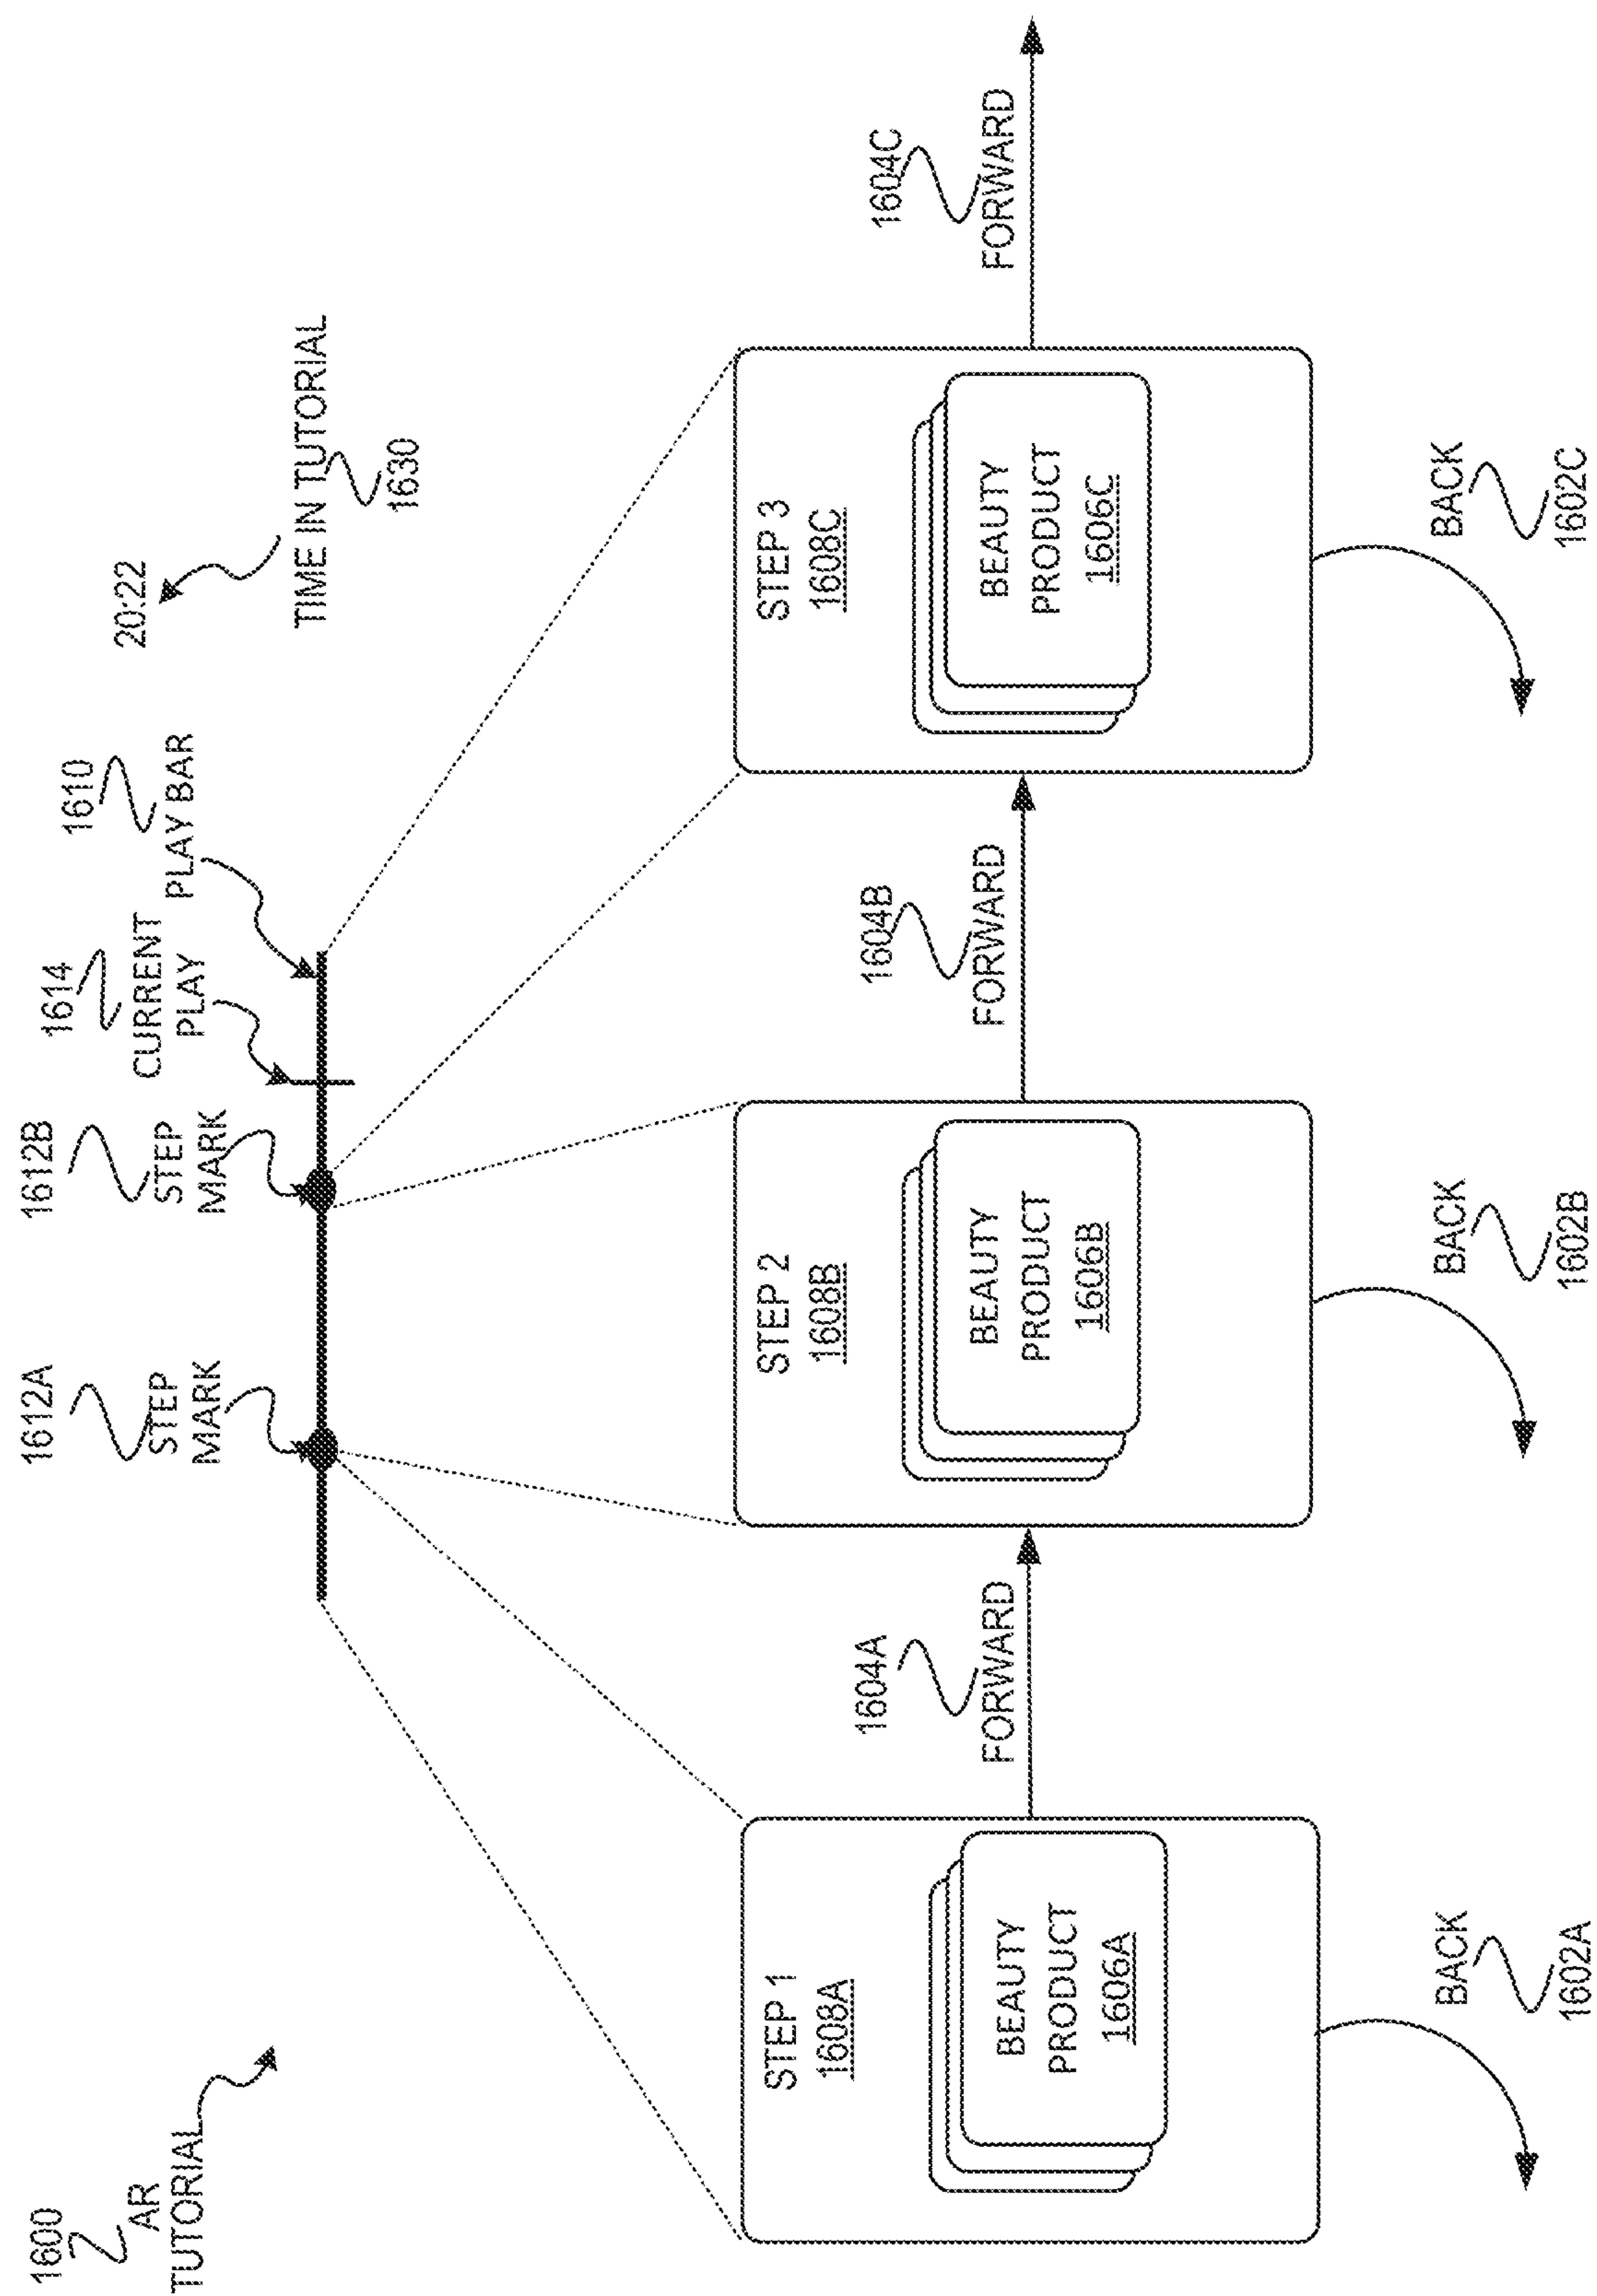 1600
AR
TUTORIAL
1612A
STEP
MARK
1612B
STEP
MARK
1614
CURRENT
PLAY
1610
PLAY BAR
20:22
TIME IN TUTORIAL
1630
STEP 1
1608A
BEAUTY
PRODUCT
1606A
1604A
FORWARD
STEP 2
1608B
BEAUTY
PRODUCT
1606B
1604B
FORWARD
STEP 3
1608C
BEAUTY
PRODUCT
1606C
1604C
FORWARD
BACK
1602A
BACK
1602B
BACK
1602C